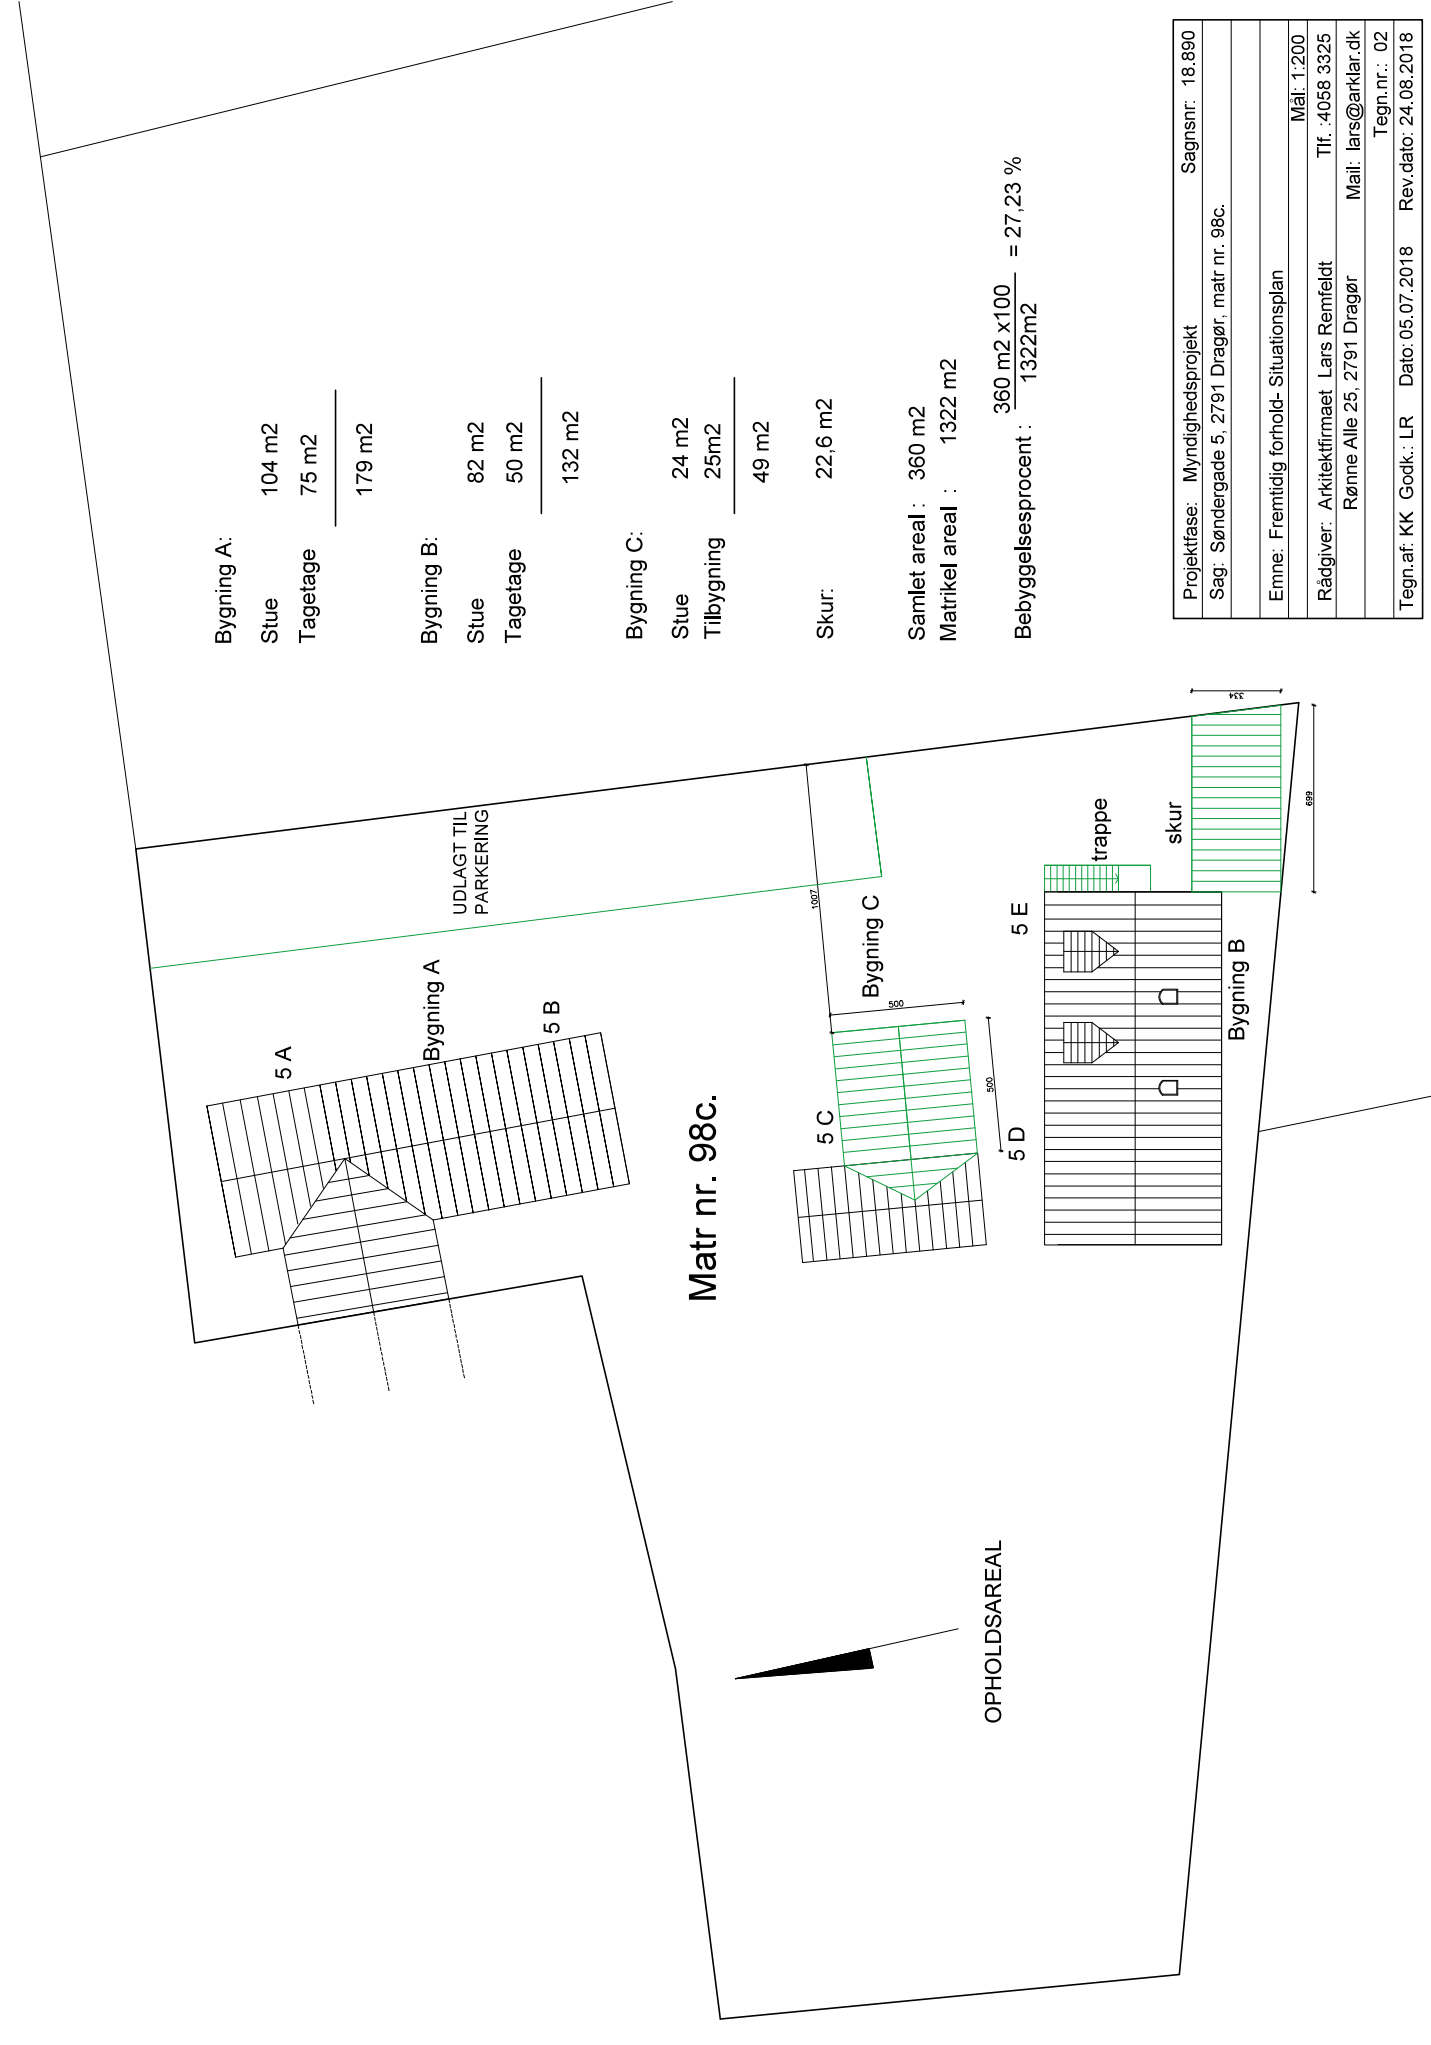 Bygning A:
Stue 104 m2
Tagetage 75 m2
179 m2
Bygning B:
Stue 82 m2
Tagetage 50 m2
132 m2
Bygning C:
Stue 24 m2
Tilbygning 25m2
49 m2
Skur: 22,6 m2
Samlet areal : 360 m2
Matrikel areal : 1322 m2
Bebyggelsesprocent : 360 m2 x100 = 27,23 %
1322m2
UDLAGT TIL
PARKERING
5 A
Bygning A
5 B
Matr nr. 98c.
1007
Bygning C
500
500
5 C
5 D
5 E
trappe
skur
334
699
Bygning B
OPHOLDSAREAL
Projektfase: Myndighedsprojekt Sagnsnr: 18.890
Sag: Søndergade 5, 2791 Dragør, matr nr. 98c.
Emne: Fremtidig forhold- Situationsplan
Mål: 1:200
Rådgiver: Arkitektfirmaet Lars Remfeldt Tlf. :4058 3325
Rønne Alle 25, 2791 Dragør Mail: lars@arklar.dk
Tegn.nr.: 02
Tegn.af: KK Godk.: LR Dato: 05.07.2018 Rev.dato: 24.08.2018